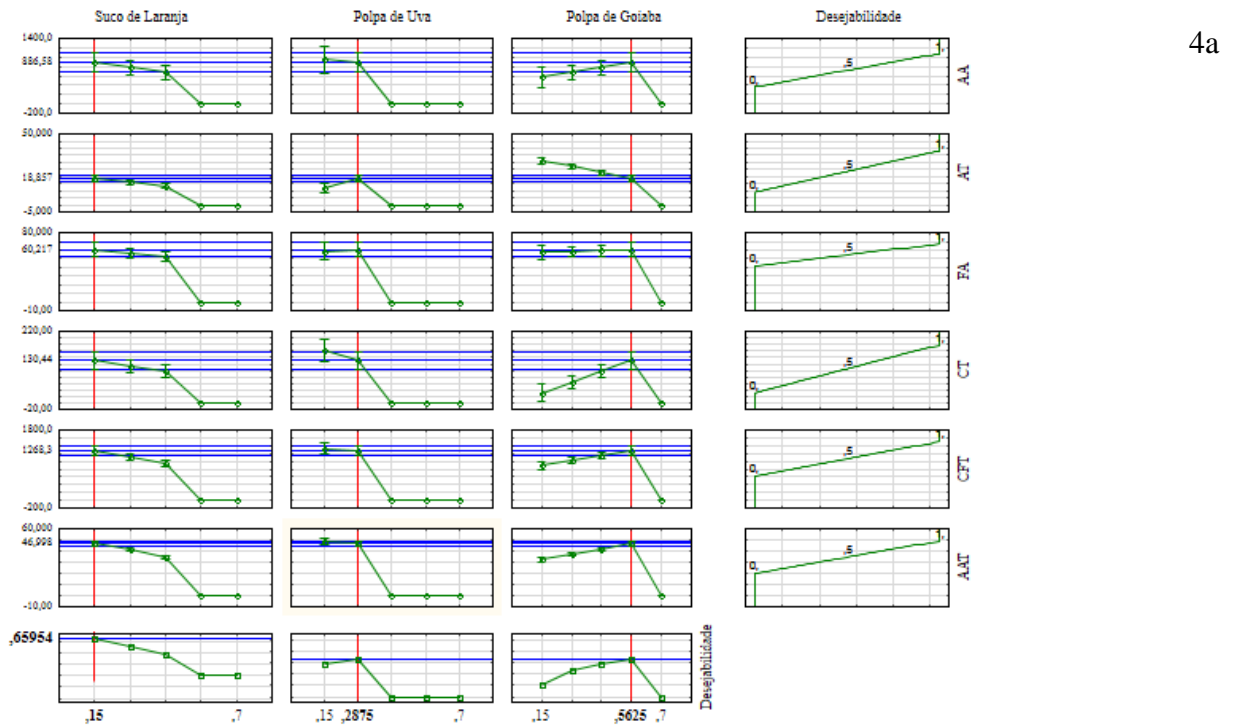 Suco de Laranja Polpa de Uva Polpa de Goiaba Desejabilidade
4a
1400,0
886,58
-200,0
0, ,5 1,
AA
50,000
18,857
-5,000
0, ,5 1,
AT
80,000
60,217
-10,00
0, ,5 1,
FA
220,00
130,44
-20,00
0, ,5 1,
CT
1800,0
1268,3
-200,0
0, ,5 1,
CFT
60,000
46,998
-10,00
0, ,5 1,
AAT
,65954
Desejabilidade
,15 ,7 ,15 ,2875 ,7 ,15 ,5625 ,7